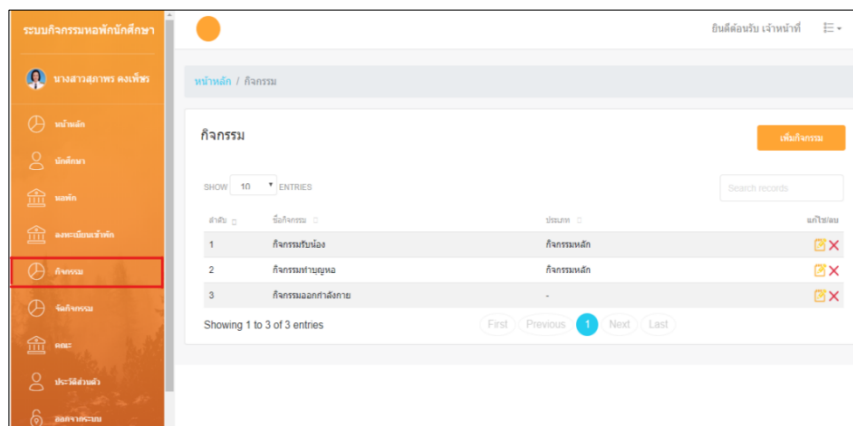 ระบบกิจกรรมหอพักนักศึกษา
ยินดีต้อนรับ เจ้าหน้าที่
นางสาวสุภาพร คงเพ็ชร
หน้าหลัก / กิจกรรม
หน้าหลัก
นักศึกษา
หอพัก
ลงทะเบียนเข้าพัก
กิจกรรม
จัดกิจกรรม
คณะ
ประวัติส่วนตัว
ออกจากระบบ
กิจกรรม
เพิ่มกิจกรรม
SHOW 10 ENTRIES
Search records
ลำดับ ชื่อกิจกรรม ประเภท แก้ไข/ลบ
1 กิจกรรมรับน้อง กิจกรรมหลัก
2 กิจกรรมทำบุญหอ กิจกรรมหลัก
3 กิจกรรมออกกำลังกาย -
Showing 1 to 3 of 3 entries
First Previous 1 Next Last